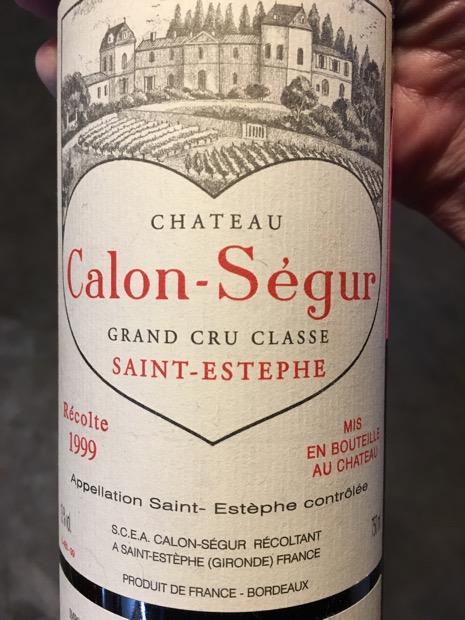 CHATEAU
Calon-Ségur
GRAND CRU CLASSE
SAINT-ESTEPHE
Récolte
1999
MIS
EN BOUTEILLE
AU CHATEAU
Appellation Saint- Estèphe contrôlée
S.C.E.A. CALON-SÉGUR RÉCOLTANT
A SAINT-ESTÈPHE (GIRONDE) FRANCE
PRODUIT DE FRANCE - BORDEAUX